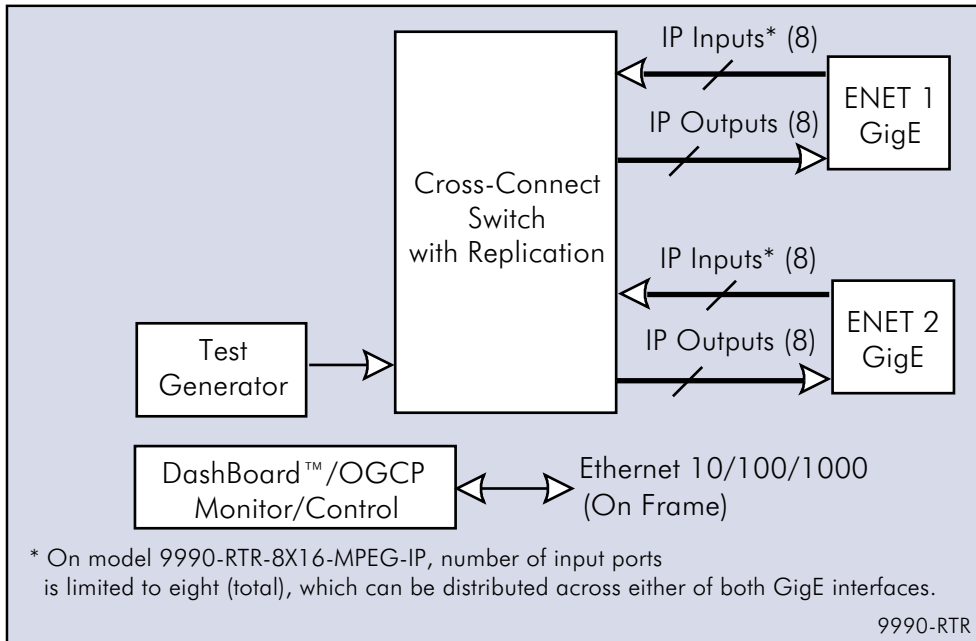 IP Inputs* (8)
ENET 1
GigE
IP Outputs (8)
Cross-Connect
Switch
with Replication
IP Inputs* (8)
ENET 2
GigE
IP Outputs (8)
Test
Generator
DashBoard™/OGCP
Monitor/Control
Ethernet 10/100/1000
(On Frame)
* On model 9990-RTR-8X16-MPEG-IP, number of input ports
is limited to eight (total), which can be distributed across either of both GigE interfaces.
9990-RTR